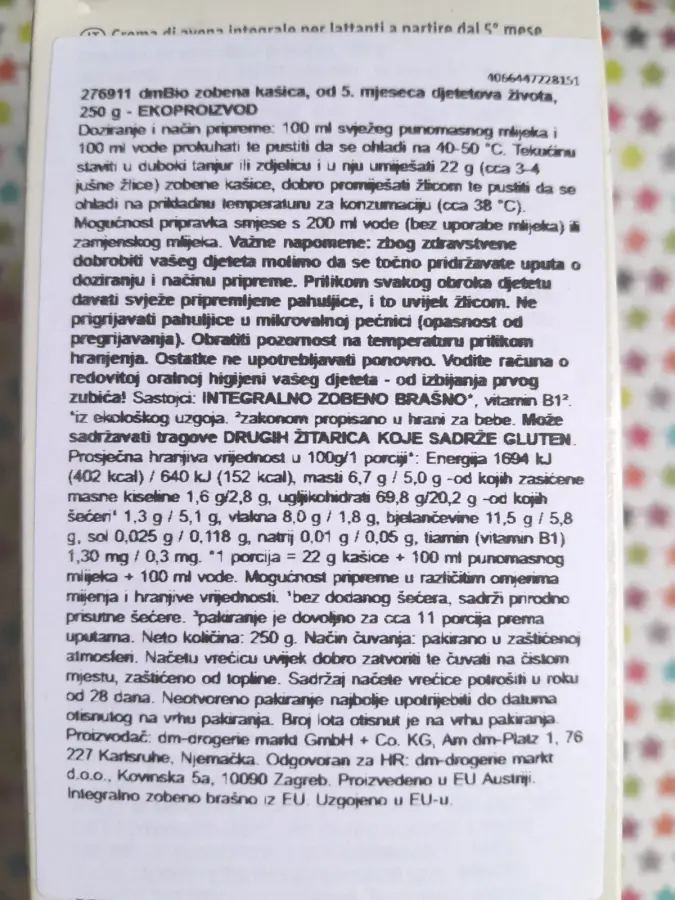 Crema di avena integrale per lattanti a partire dal 5° mese
4066447228151
276911 dmBio zobena kašica, od 5. mjeseca djetetova života,
250 g - EKOPROIZVOD
Doziranje i način pripreme: 100 ml svježeg punomasnog mlijeka i
100 ml vode prokuhati te pustiti da se ohladi na 40-50 °C. Tekućinu
staviti u duboki tanjur ili zdjelicu i u nju umiješati 22 g (cca 3-4
jušne žlice) zobene kašice, dobro promiješati žlicom te pustiti da se
ohladi na prikladnu temperaturu za konzumaciju (cca 38 °C).
Mogućnost pripravka smjese s 200 ml vode (bez uporabe mlijeka) ili
zamjenskog mlijeka. Važne napomene: zbog zdravstvene
dobrobiti vašeg djeteta molimo da se točno pridržavate uputa o
doziranju i načinu pripreme. Prilikom svakog obroka djetetu
davati svježe pripremljene pahuljice, i to uvijek žlicom. Ne
prigrijavati pahuljice u mikrovalnoj pećnici (opasnost od
pregrijavanja). Obratiti pozornost na temperaturu prilikom
hranjenja. Ostatke ne upotrebljavati ponovno. Vodite računa o
redovitoj oralnoj higijeni vašeg djeteta - od izbijanja prvog
zubića! Sastojci: INTEGRALNO ZOBENO BRAŠNO*, vitamin B1².
*iz ekološkog uzgoja. ²zakonom propisano u hrani za bebe. Može
sadržavati tragove DRUGIH ŽITARICA KOJE SADRŽE GLUTEN.
Prosječna hranjiva vrijednost u 100g/1 porciji*: Energija 1694 kJ
(402 kcal) / 640 kJ (152 kcal), masti 6,7 g / 5,0 g -od kojih zasićene
masne kiseline 1,6 g/2,8 g, ugljikohidrati 69,8 g/20,2 g -od kojih
šećeri¹ 1,3 g / 5,1 g, vlakna 8,0 g / 1,8 g, bjelančevine 11,5 g / 5,8
g, sol 0,025 g / 0,118 g, natrij 0,01 g / 0,05 g, tiamin (vitamin B1)
1,30 mg / 0,3 mg. *1 porcija = 22 g kašice + 100 ml punomasnog
mlijeka + 100 ml vode. Mogućnost pripreme u različitim omjerima
mijenja i hranjive vrijednosti. ¹bez dodanog šećera, sadrži prirodno
prisutne šećere. ³pakiranje je dovoljno za cca 11 porcija prema
uputama. Neto količina: 250 g. Način čuvanja: pakirano u zaštićenoj
atmosferi. Načetu vrećicu uvijek dobro zatvoriti te čuvati na čistom
mjestu, zaštićeno od topline. Sadržaj načete vrećice potrošiti u roku
od 28 dana. Neotvoreno pakiranje najbolje upotrijebiti do datuma
otisnutog na vrhu pakiranja. Broj lota otisnut je na vrhu pakiranja.
Proizvođač: dm-drogerie markt GmbH + Co. KG, Am dm-Platz 1, 76
227 Karlsruhe, Njemačka. Odgovoran za HR: dm-drogerie markt
d.o.o., Kovinska 5a, 10090 Zagreb. Proizvedeno u EU Austriji.
Integralno zobeno brašno iz EU. Uzgojeno u EU-u.